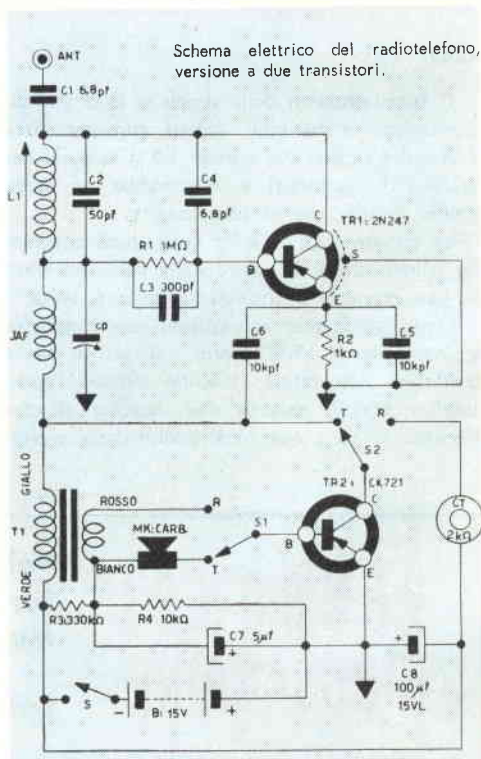 ANT
Schema elettrico del radiotelefono,
versione a due transistori.
C1 6,8pf
L1
C2
50pf
C4
6,8pf
R1 1MΩ
C3 300pf
TR1: 2N247
C
B
E
S
JAF
cp
C6
10kpf
R2
1kΩ
C5
10kpf
T
R
S2
GIALLO
T1
VERDE
ROSSO
R
MK: CARB.
BIANCO
T
S1
TR2: CK721
C
B
E
CT
2kΩ
R3:330kΩ
R4 10kΩ
C7 5µf
+
+
C8
100µf
15VL
S
-
B: 15V
+